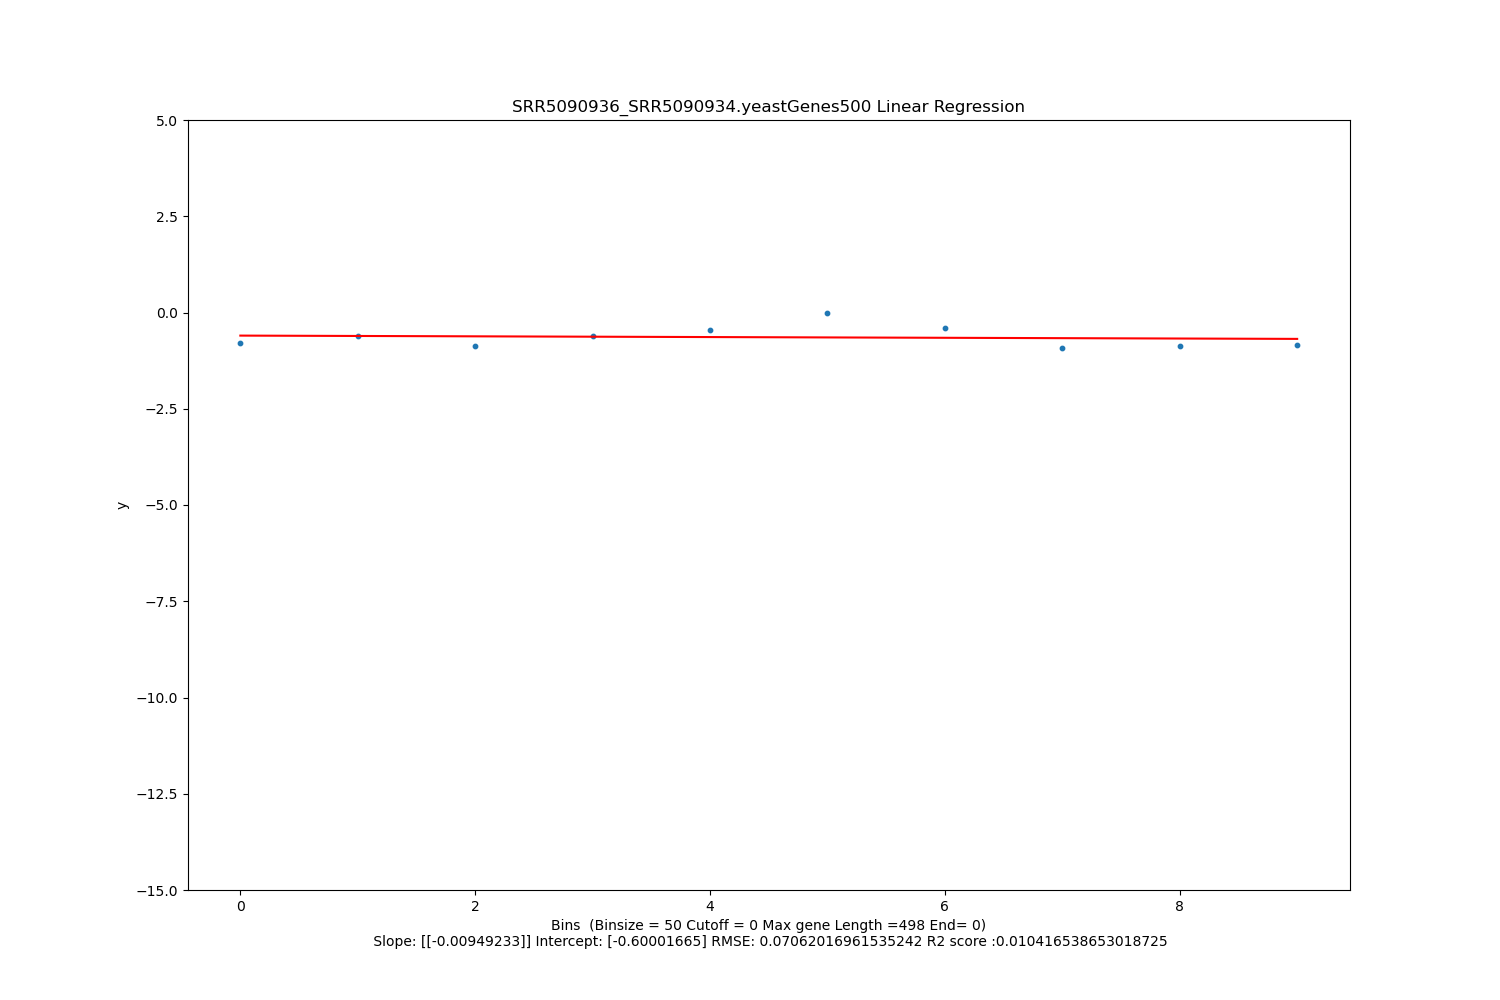 SRR5090936_SRR5090934.yeastGenes500 Linear Regression
5.0
2.5
0.0
−2.5
−5.0
−7.5
−10.0
−12.5
−15.0
y
0 2 4 6 8
Bins  (Binsize = 50 Cutoff = 0 Max gene Length =498 End= 0)
Slope: [[-0.00949233]] Intercept: [-0.60001665] RMSE: 0.07062016961535242 R2 score :0.010416538653018725